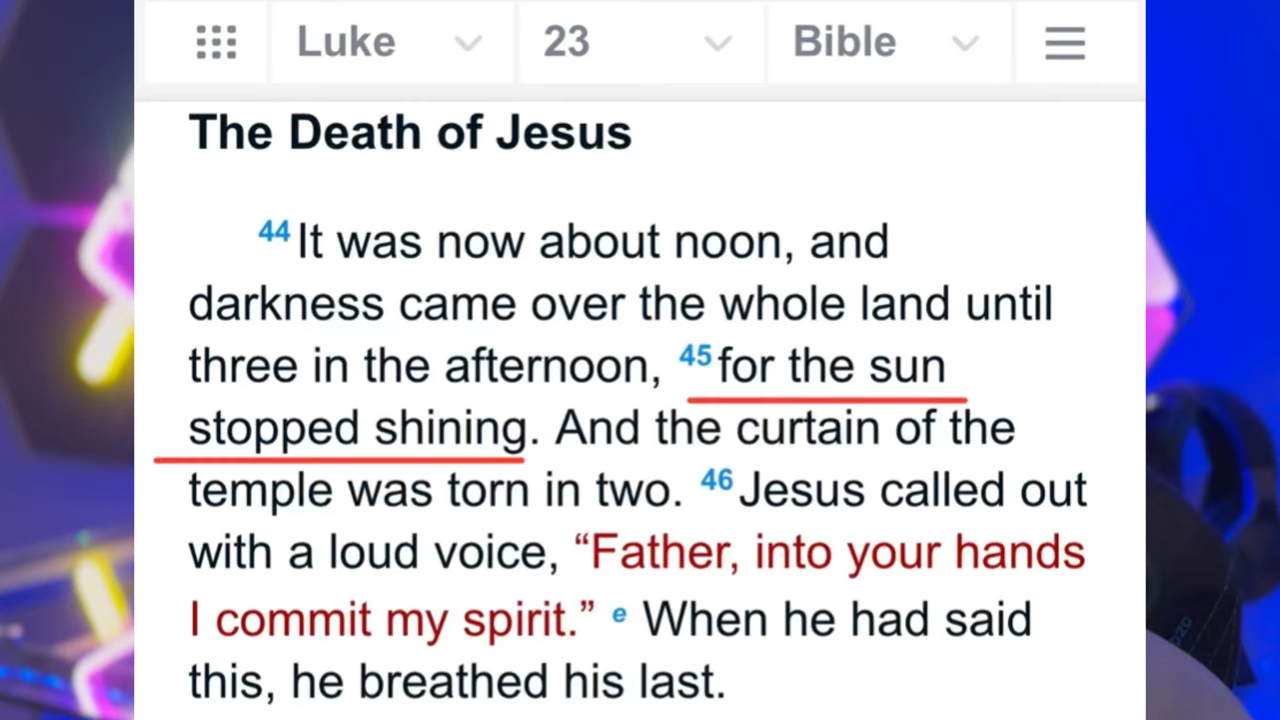 Luke 23 Bible
The Death of Jesus
44 It was now about noon, and
darkness came over the whole land until
three in the afternoon, 45 for the sun
stopped shining. And the curtain of the
temple was torn in two. 46 Jesus called out
with a loud voice, “Father, into your hands
I commit my spirit.” e When he had said
this, he breathed his last.